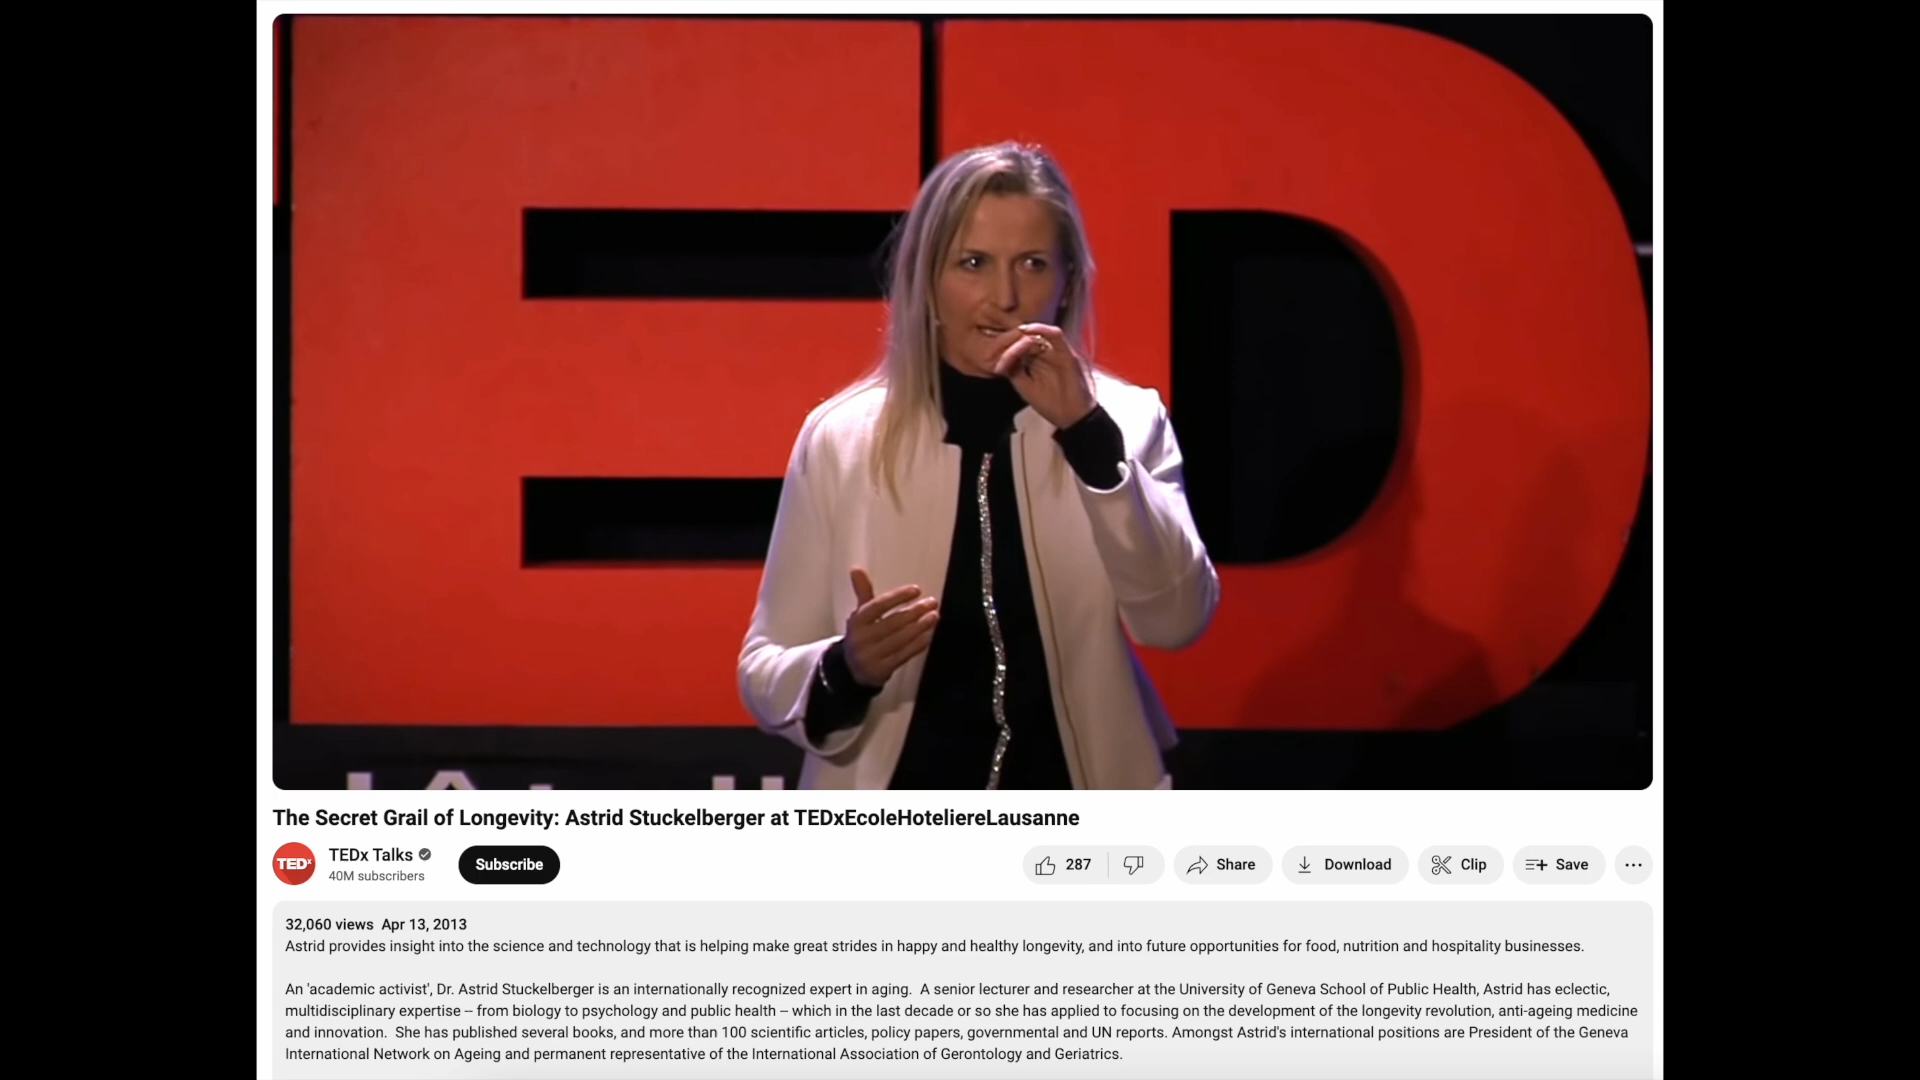 ED
The Secret Grail of Longevity: Astrid Stuckelberger at TEDxEcoleHoteliereLausanne
TEDx
TEDx Talks
40M subscribers
Subscribe
287
Share
Download
Clip
Save
32,060 views Apr 13, 2013
Astrid provides insight into the science and technology that is helping make great strides in happy and healthy longevity, and into future opportunities for food, nutrition and hospitality businesses.
An 'academic activist', Dr. Astrid Stuckelberger is an internationally recognized expert in aging. A senior lecturer and researcher at the University of Geneva School of Public Health, Astrid has eclectic,
multidisciplinary expertise -- from biology to psychology and public health -- which in the last decade or so she has applied to focusing on the development of the longevity revolution, anti-ageing medicine
and innovation. She has published several books, and more than 100 scientific articles, policy papers, governmental and UN reports. Amongst Astrid's international positions are President of the Geneva
International Network on Ageing and permanent representative of the International Association of Gerontology and Geriatrics.